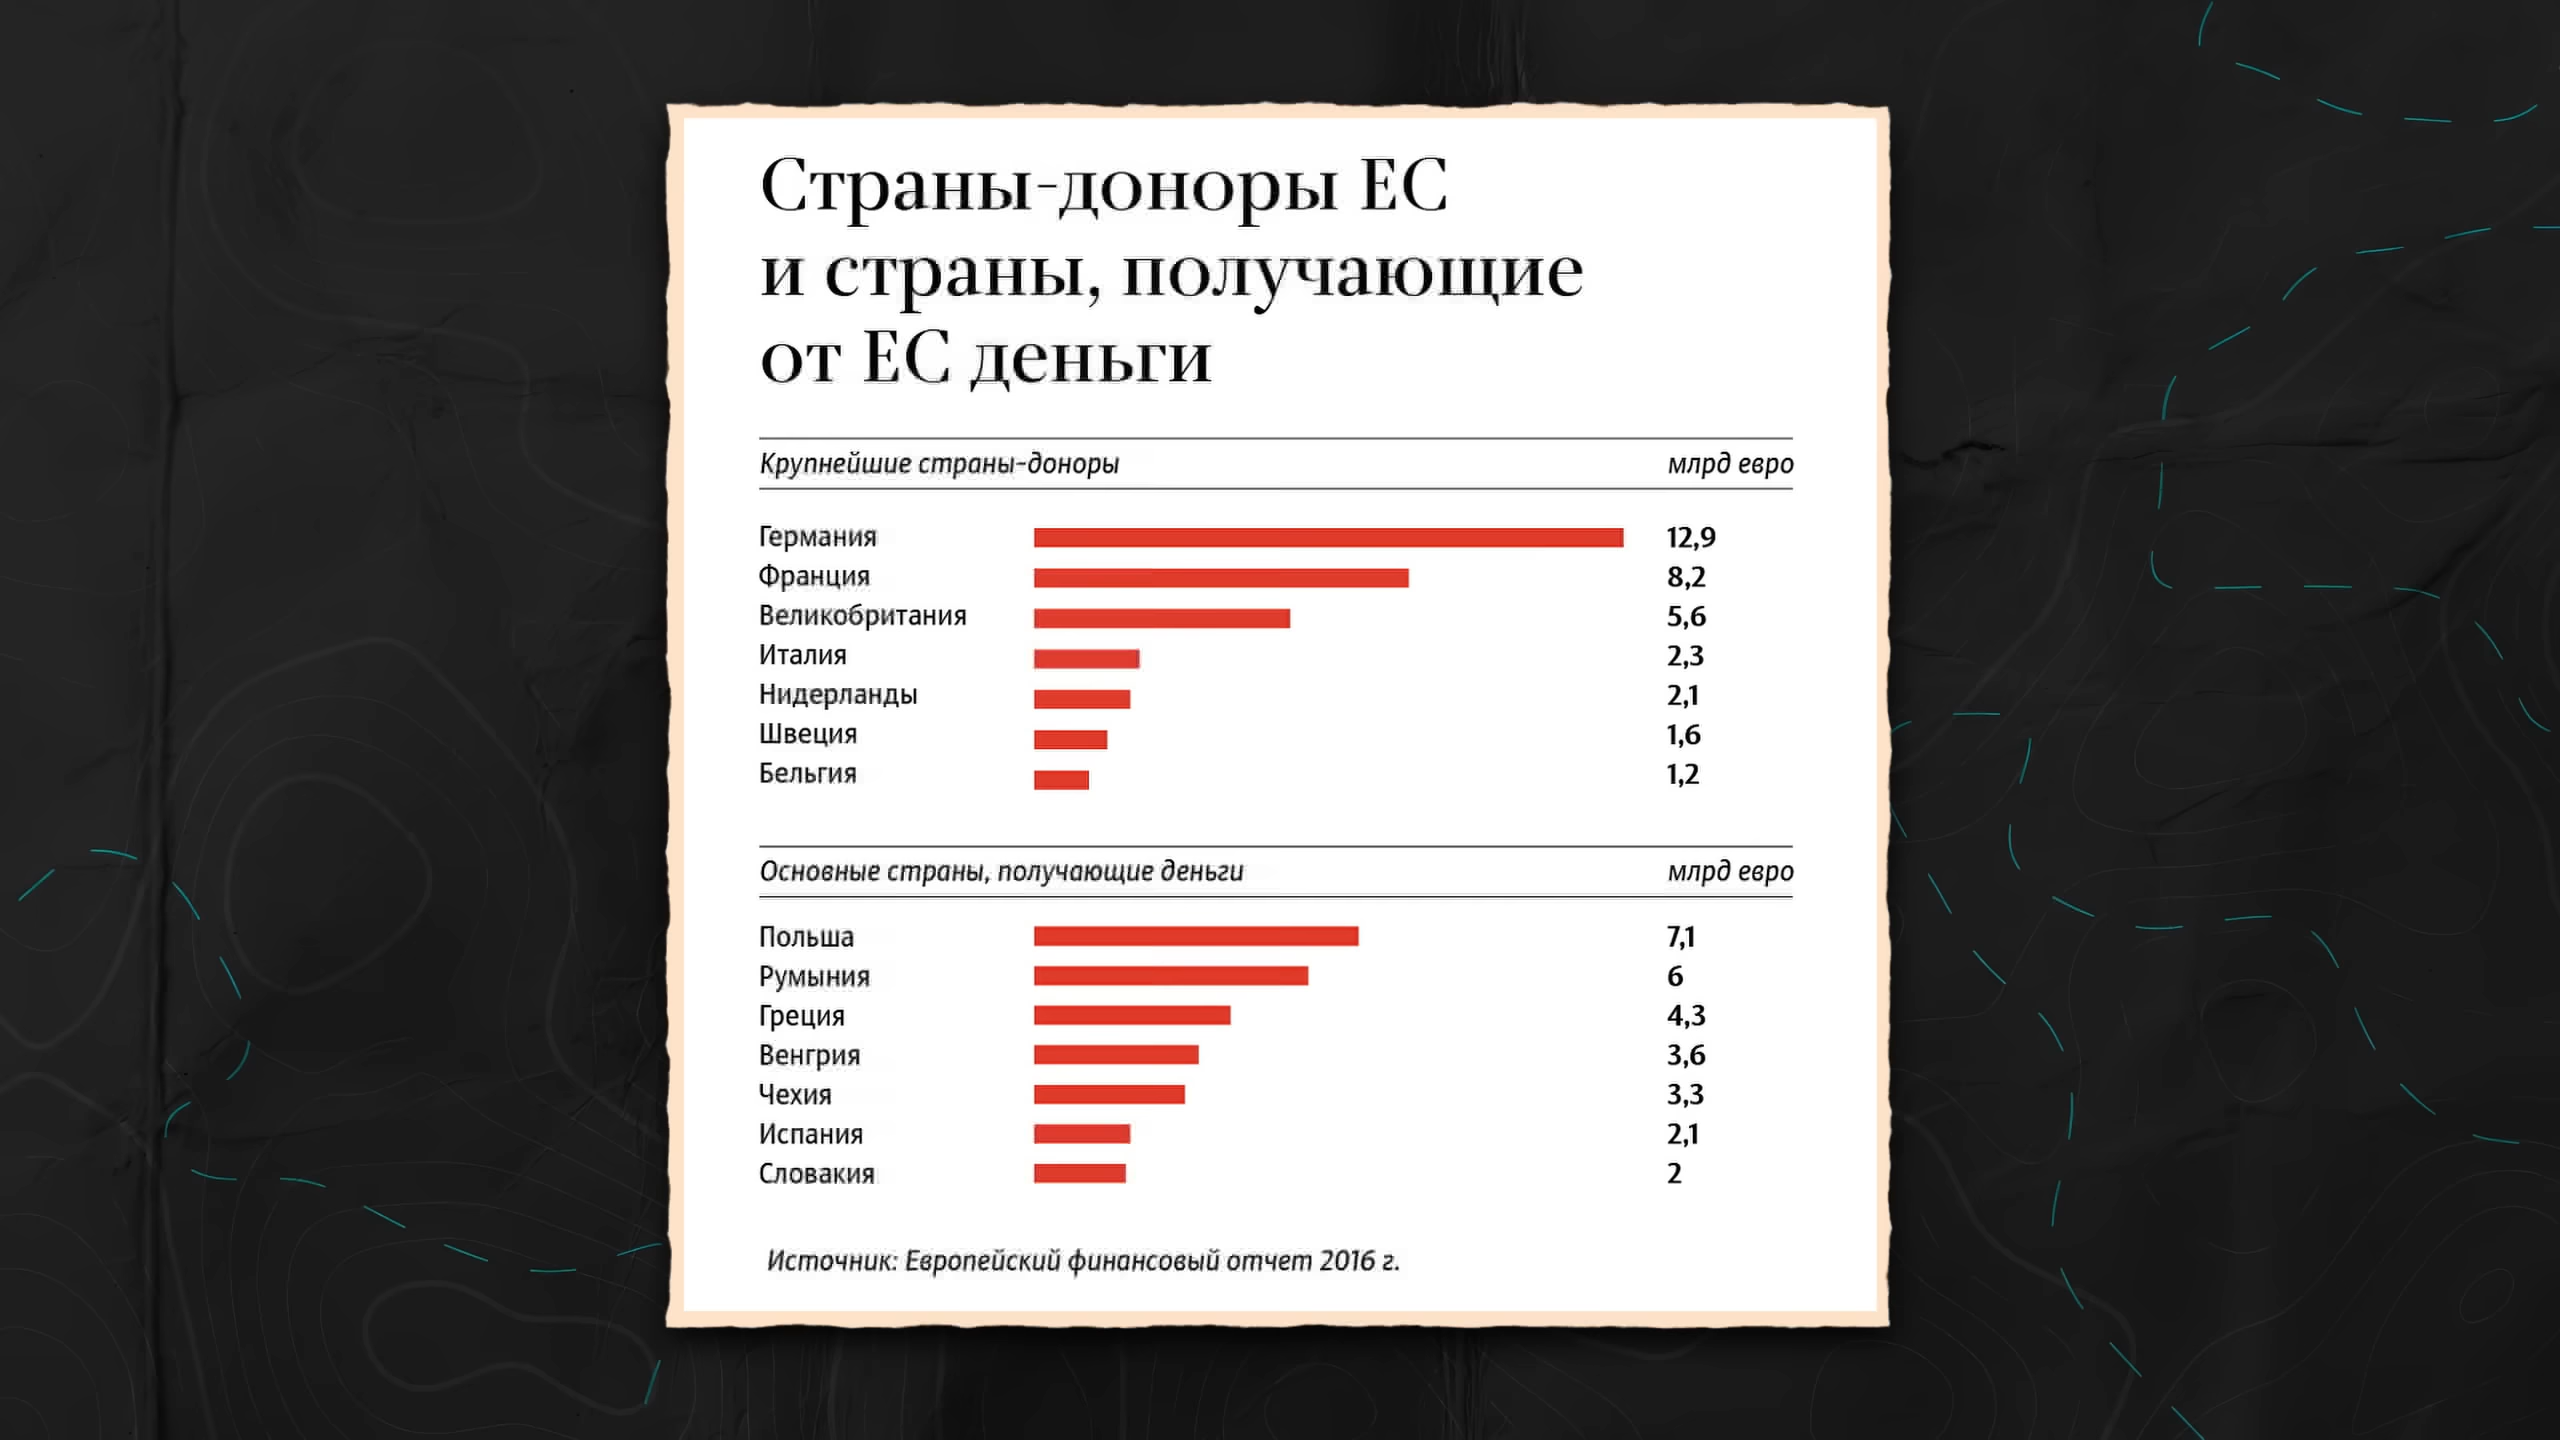 Страны-доноры ЕС
и страны, получающие
от ЕС деньги
Крупнейшие страны-доноры млрд евро
Германия 12,9
Франция 8,2
Великобритания 5,6
Италия 2,3
Нидерланды 2,1
Швеция 1,6
Бельгия 1,2
Основные страны, получающие деньги млрд евро
Польша 7,1
Румыния 6
Греция 4,3
Венгрия 3,6
Чехия 3,3
Испания 2,1
Словакия 2
Источник: Европейский финансовый отчет 2016 г.